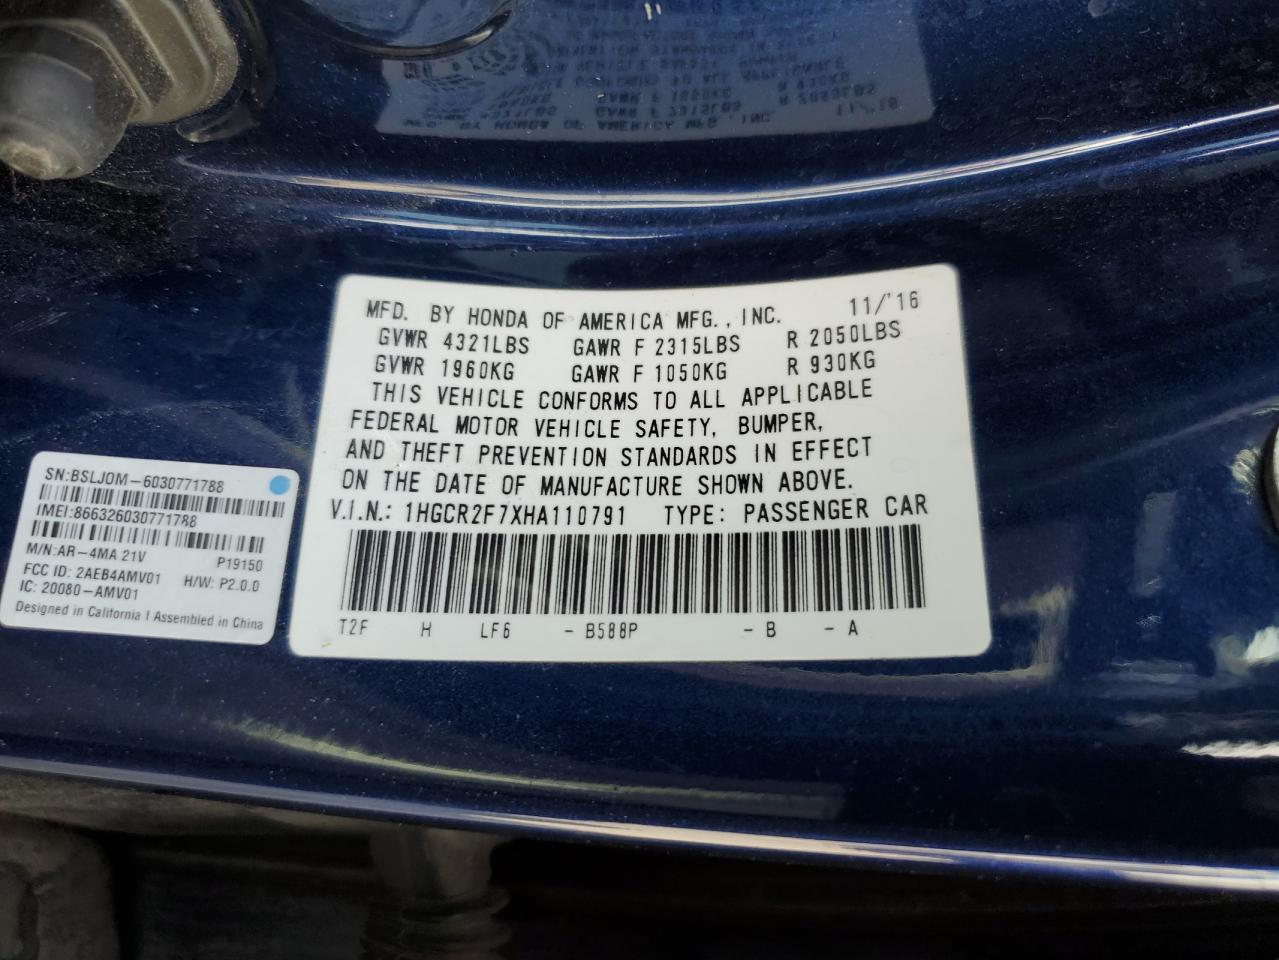 MFD. BY HONDA OF AMERICA MFG., INC. 11/'16
GVWR 4321LBS GAWR F 2315LBS R 2050LBS
GVWR 1960KG GAWR F 1050KG R 930KG
THIS VEHICLE CONFORMS TO ALL APPLICABLE
FEDERAL MOTOR VEHICLE SAFETY, BUMPER,
AND THEFT PREVENTION STANDARDS IN EFFECT
ON THE DATE OF MANUFACTURE SHOWN ABOVE.
V.I.N.: 1HGCR2F7XHA110791 TYPE: PASSENGER CAR
T2F H LF6 - B588P - B - A
SN:BSLJOM-6030771788
IMEI:866326030771788
M/N:AR-4MA 21V P19150
FCC ID: 2AEB4AMV01 H/W: P2.0.0
IC: 20080-AMV01
Designed in California I Assembled in China